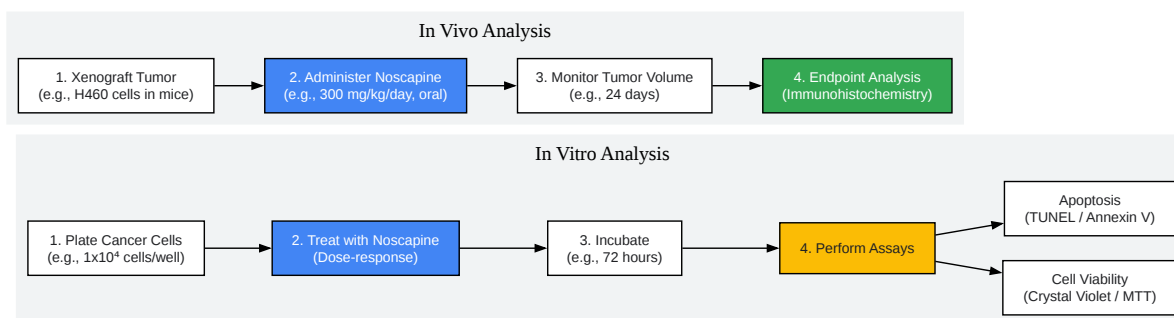 In Vivo Analysis
1. Xenograft Tumor
(e.g., H460 cells in mice)
2. Administer Noscapine
(e.g., 300 mg/kg/day, oral)
3. Monitor Tumor Volume
(e.g., 24 days)
4. Endpoint Analysis
(Immunohistochemistry)
In Vitro Analysis
1. Plate Cancer Cells
(e.g., 1x10⁴ cells/well)
2. Treat with Noscapine
(Dose-response)
3. Incubate
(e.g., 72 hours)
4. Perform Assays
Apoptosis
(TUNEL / Annexin V)
Cell Viability
(Crystal Violet / MTT)